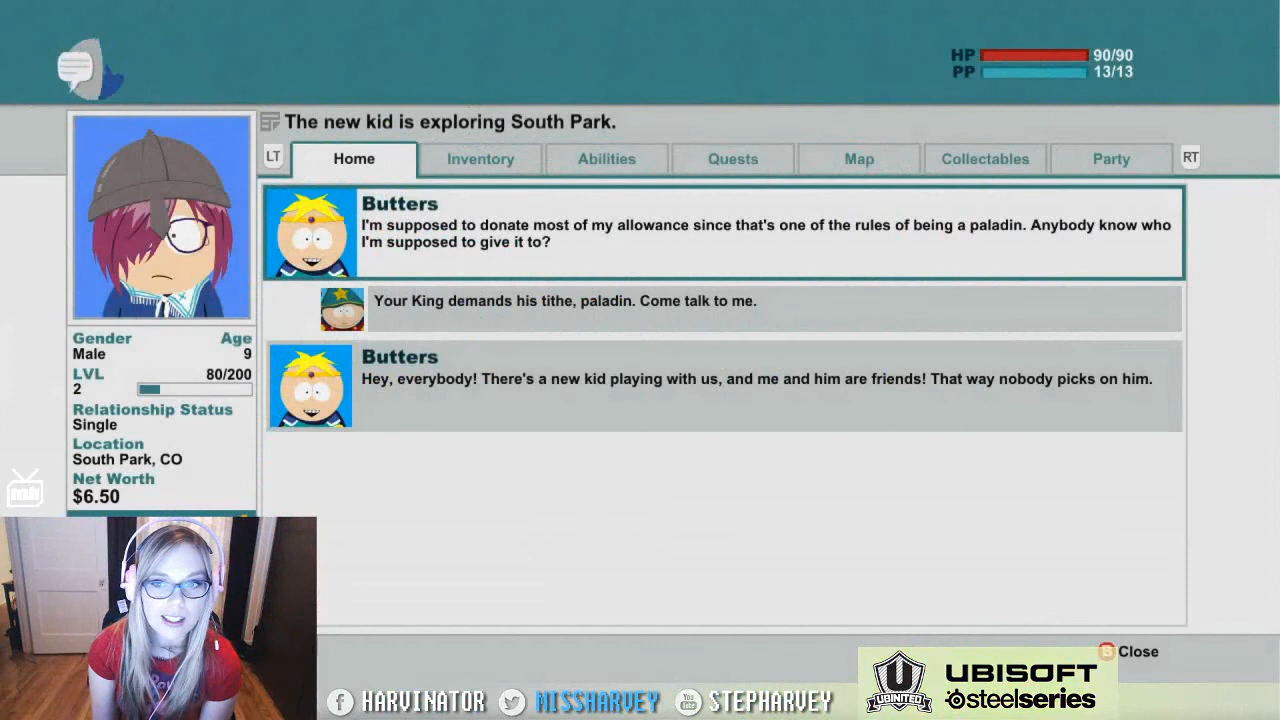 HP 90/90
PP 13/13
The new kid is exploring South Park.
LT Home Inventory Abilities Quests Map Collectables Party RT
Butters
I'm supposed to donate most of my allowance since that's one of the rules of being a paladin. Anybody know who
I'm supposed to give it to?
Your King demands his tithe, paladin. Come talk to me.
Butters
Hey, everybody! There's a new kid playing with us, and me and him are friends! That way nobody picks on him.
Gender Age
Male 9
LVL 80/200
2
Relationship Status
Single
Location
South Park, CO
Net Worth
$6.50
B Close
f HARVINATOR MISSHARVEY You Tube STEPHARVEY
U UBINITED
UBISOFT
steelseries